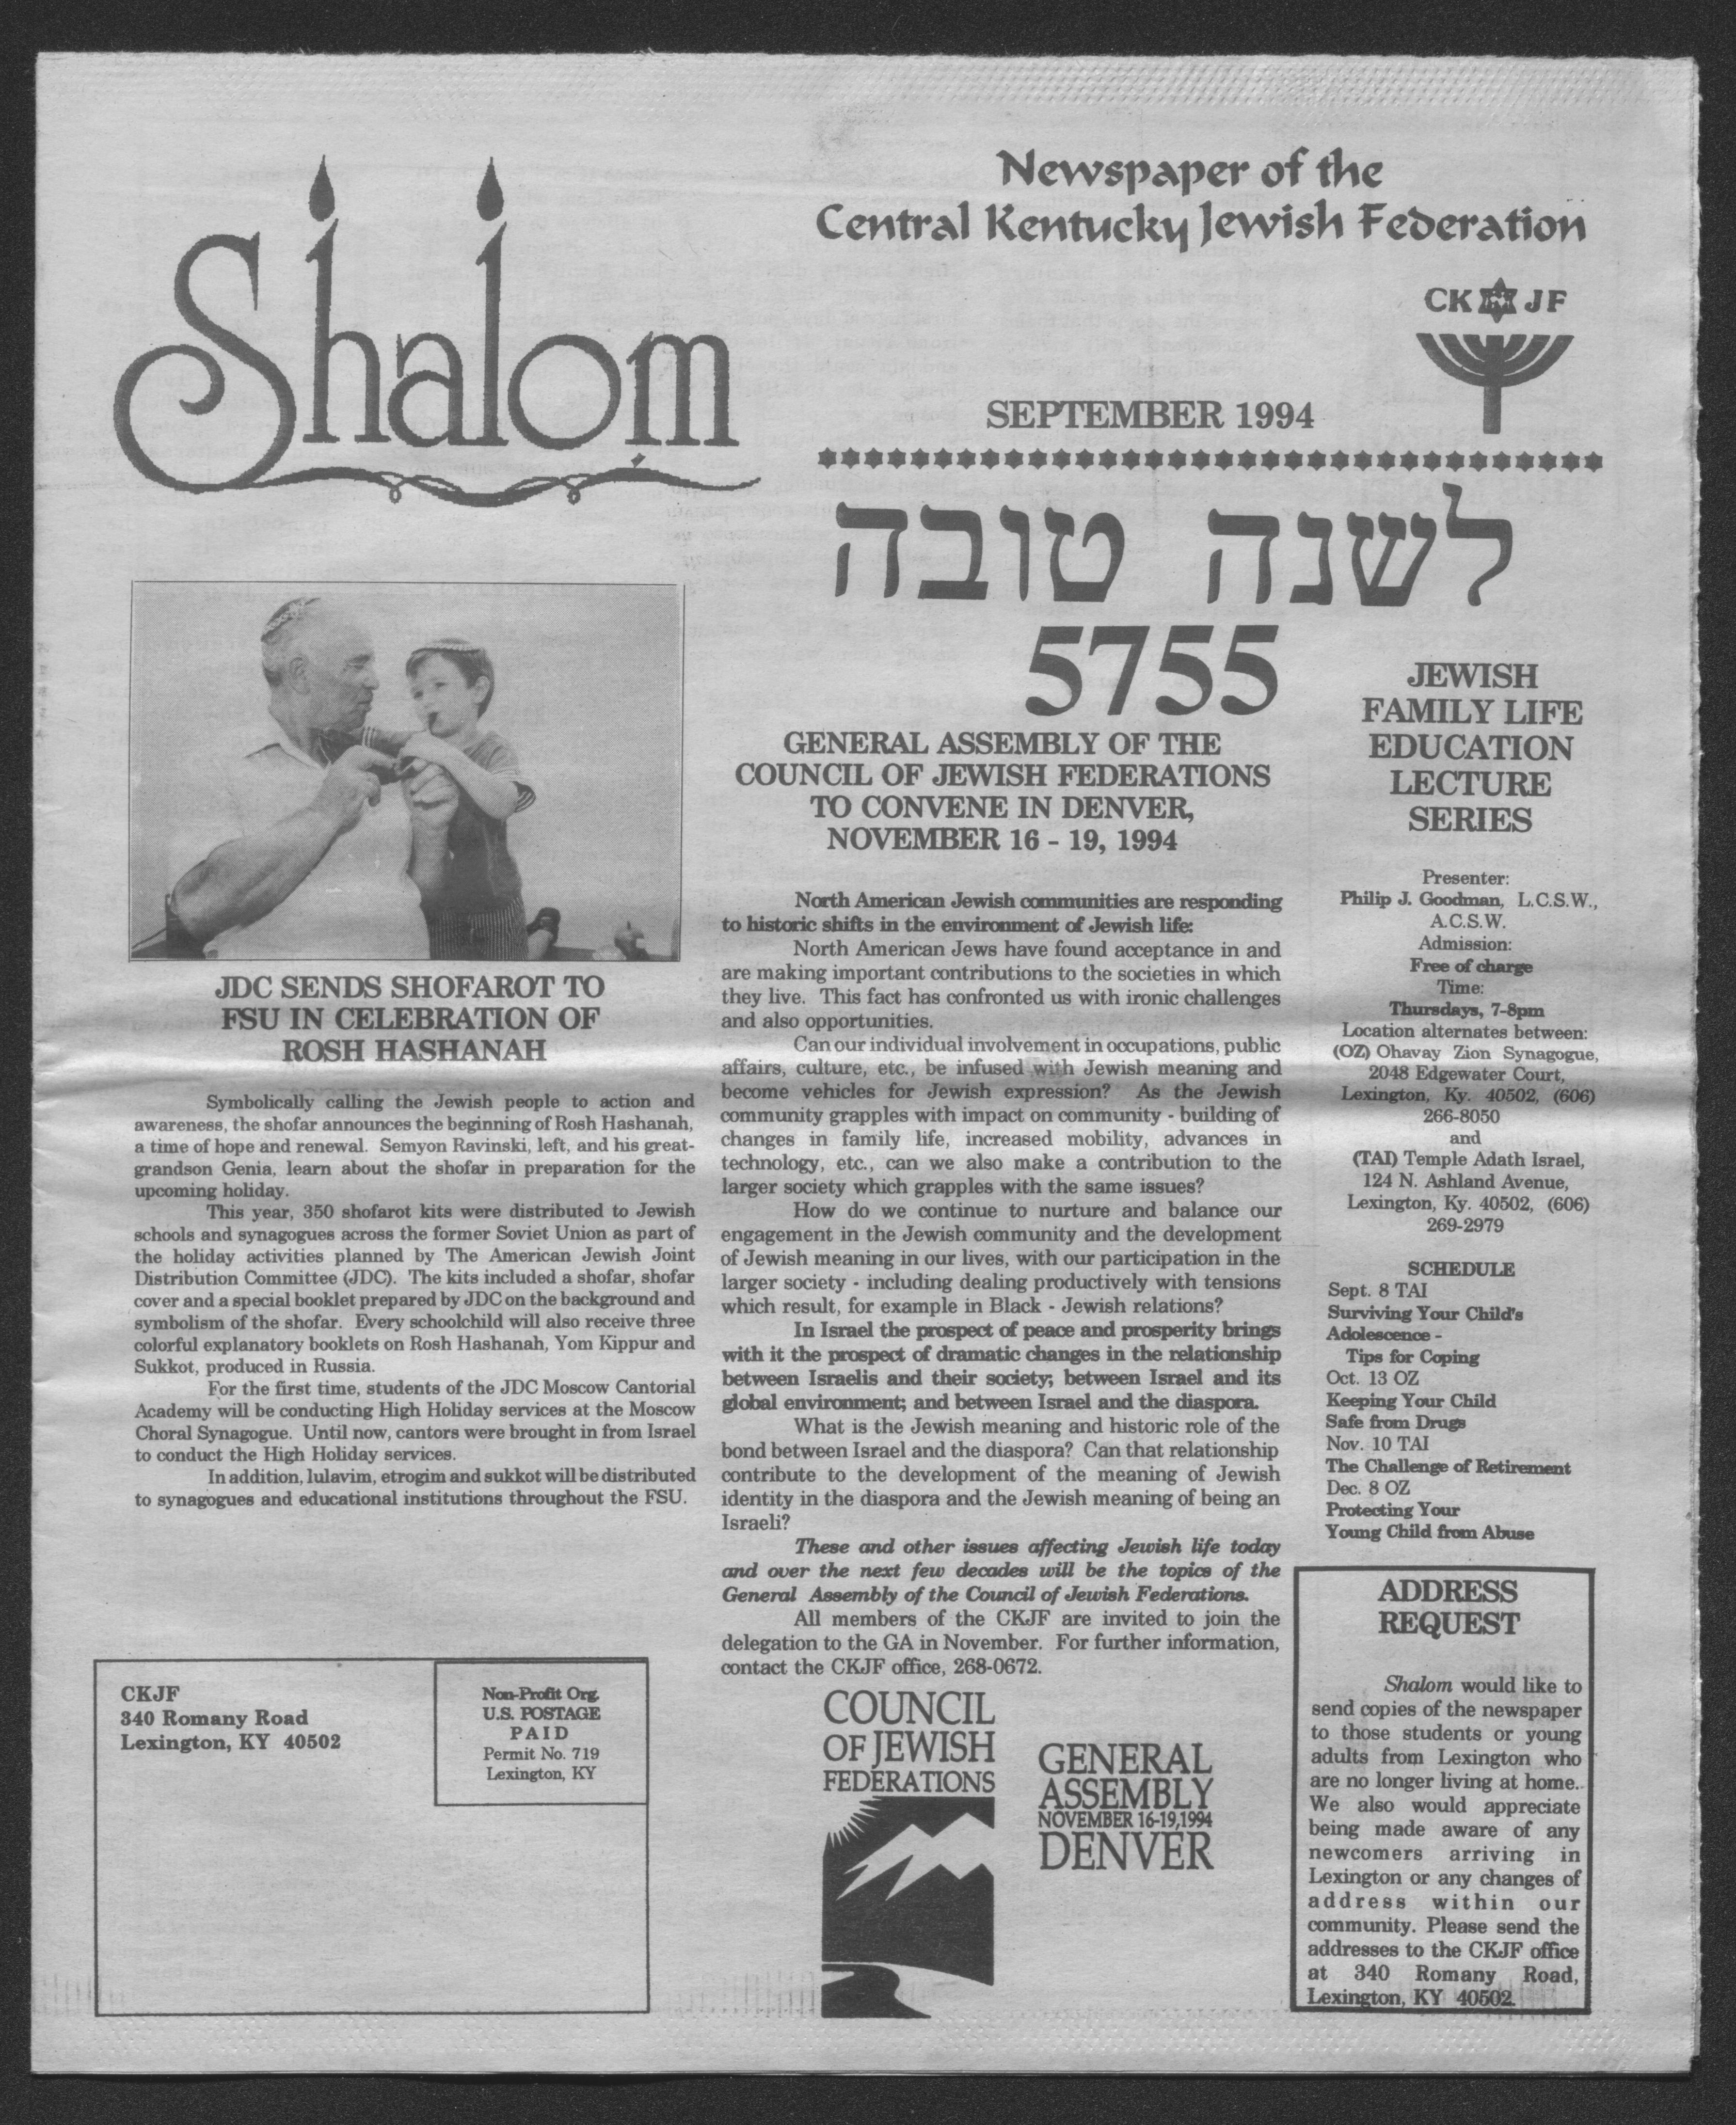 Shalom
Newspaper of the
Central Kentucky Jewish Federation
CK JF
SEPTEMBER 1994
לשנה טובה
5755
JDC SENDS SHOFAROT TO
FSU IN CELEBRATION OF
ROSH HASHANAH
Symbolically calling the Jewish people to action and
awareness, the shofar announces the beginning of Rosh Hashanah,
a time of hope and renewal. Semyon Ravinski, left, and his great-
grandson Genia, learn about the shofar in preparation for the
upcoming holiday.
This year, 350 shofarot kits were distributed to Jewish
schools and synagogues across the former Soviet Union as part of
the holiday activities planned by The American Jewish Joint
Distribution Committee (JDC). The kits included a shofar, shofar
cover and a special booklet prepared by JDC on the background and
symbolism of the shofar. Every schoolchild will also receive three
colorful explanatory booklets on Rosh Hashanah, Yom Kippur and
Sukkot, produced in Russia.
For the first time, students of the JDC Moscow Cantorial
Academy will be conducting High Holiday services at the Moscow
Choral Synagogue. Until now, cantors were brought in from Israel
to conduct the High Holiday services.
In addition, lulavim, etrogim and sukkot will be distributed
to synagogues and educational institutions throughout the FSU.
CKJF
340 Romany Road
Lexington, KY 40502
Non-Profit Org.
U.S. POSTAGE
PAID
Permit No. 719
Lexington, KY
GENERAL ASSEMBLY OF THE
COUNCIL OF JEWISH FEDERATIONS
TO CONVENE IN DENVER,
NOVEMBER 16 - 19, 1994
North American Jewish communities are responding
to historic shifts in the environment of Jewish life:
North American Jews have found acceptance in and
are making important contributions to the societies in which
they live. This fact has confronted us with ironic challenges
and also opportunities.
Can our individual involvement in occupations, public
affairs, culture, etc., be infused with Jewish meaning and
become vehicles for Jewish expression? As the Jewish
community grapples with impact on community - building of
changes in family life, increased mobility, advances in
technology, etc., can we also make a contribution to the
larger society which grapples with the same issues?
How do we continue to nurture and balance our
engagement in the Jewish community and the development
of Jewish meaning in our lives, with our participation in the
larger society - including dealing productively with tensions
which result, for example in Black - Jewish relations?
In Israel the prospect of peace and prosperity brings
with it the prospect of dramatic changes in the relationship
between Israelis and their society; between Israel and its
global environment; and between Israel and the diaspora.
What is the Jewish meaning and historic role of the
bond between Israel and the diaspora? Can that relationship
contribute to the development of the meaning of Jewish
identity in the diaspora and the Jewish meaning of being an
Israeli?
These and other issues affecting Jewish life today
and over the next few decades will be the topics of the
General Assembly of the Council of Jewish Federations.
All members of the CKJF are invited to join the
delegation to the GA in November. For further information,
contact the CKJF office, 268-0672.
COUNCIL
OF JEWISH
FEDERATIONS
GENERAL
ASSEMBLY
NOVEMBER 16-19, 1994
DENVER
JEWISH
FAMILY LIFE
EDUCATION
LECTURE
SERIES
Presenter:
Philip J. Goodman, L.C.S.W.,
A.C.S.W.
Admission:
Free of charge
Time:
Thursdays, 7-8pm
Location alternates between:
(OZ) Ohavay Zion Synagogue,
2048 Edgewater Court,
Lexington, Ky. 40502, (606)
266-8050
and
(TAI) Temple Adath Israel,
124 N. Ashland Avenue,
Lexington, Ky. 40502, (606)
269-2979
SCHEDULE
Sept. 8 TAI
Surviving Your Child's
Adolescence -
Tips for Coping
Oct. 13 OZ
Keeping Your Child
Safe from Drugs
Nov. 10 TAI
The Challenge of Retirement
Dec. 8 OZ
Protecting Your
Young Child from Abuse
ADDRESS
REQUEST
Shalom would like to
send copies of the newspaper
to those students or young
adults from Lexington who
are no longer living at home.
We also would appreciate
being made aware of any
newcomers arriving in
Lexington or any changes of
address within our
community. Please send the
addresses to the CKJF office
at 340 Romany Road,
Lexington, KY 40502.